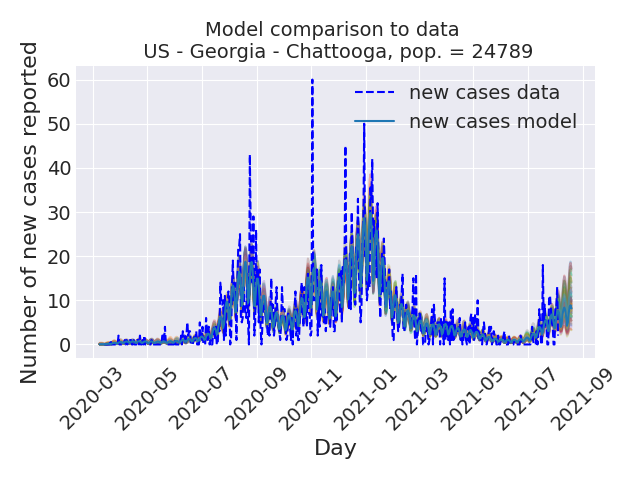 Model comparison to data
US - Georgia - Chattooga, pop. = 24789
Number of new cases reported
60
50
40
30
20
10
0
new cases data
new cases model
2020-03
2020-05
2020-07
2020-09
2020-11
2021-01
2021-03
2021-05
2021-07
2021-09
Day